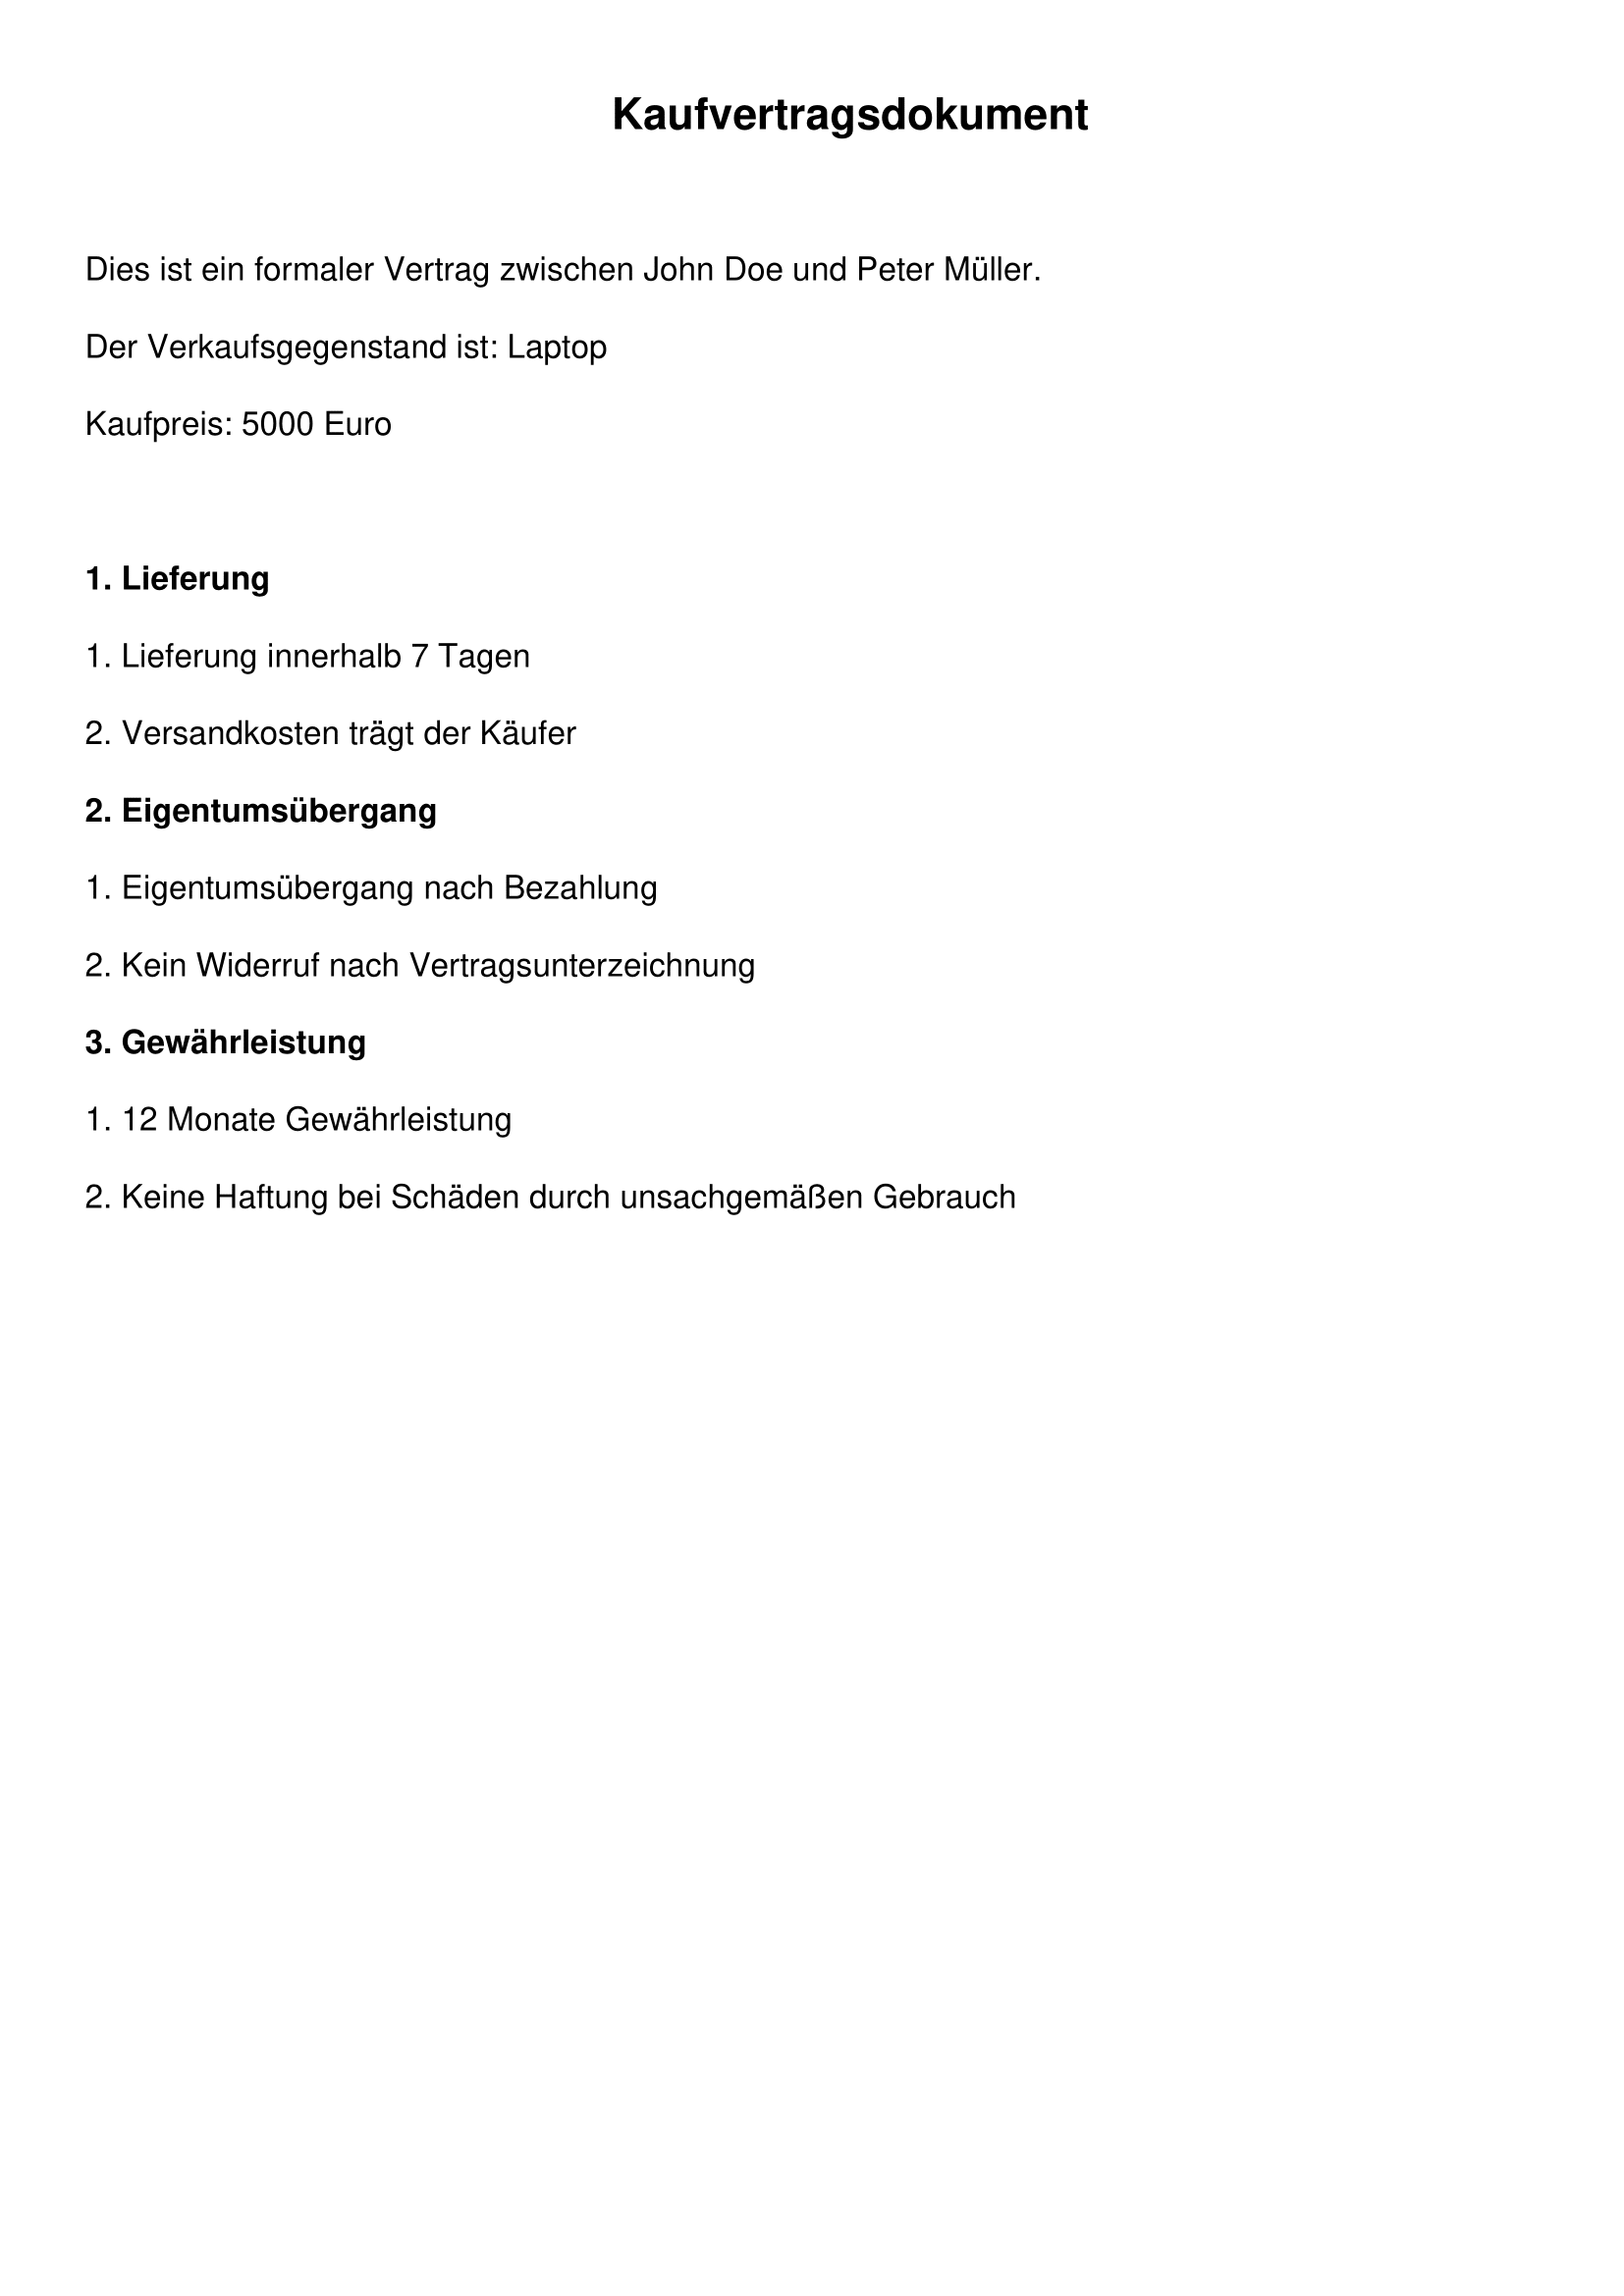 Kaufvertragsdokument
Dies ist ein formaler Vertrag zwischen John Doe und Peter Müller.
Der Verkaufsgegenstand ist: Laptop
Kaufpreis: 5000 Euro
1. Lieferung
1. Lieferung innerhalb 7 Tagen
2. Versandkosten trägt der Käufer
2. Eigentumsübergang
1. Eigentumsübergang nach Bezahlung
2. Kein Widerruf nach Vertragsunterzeichnung
3. Gewährleistung
1. 12 Monate Gewährleistung
2. Keine Haftung bei Schäden durch unsachgemäßen Gebrauch